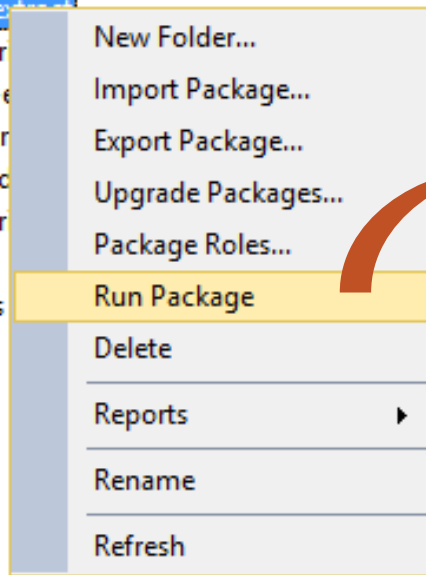 New Folder...
Import Package...
Export Package...
Upgrade Packages...
Package Roles...
Run Package
Delete
Reports
Rename
Refresh